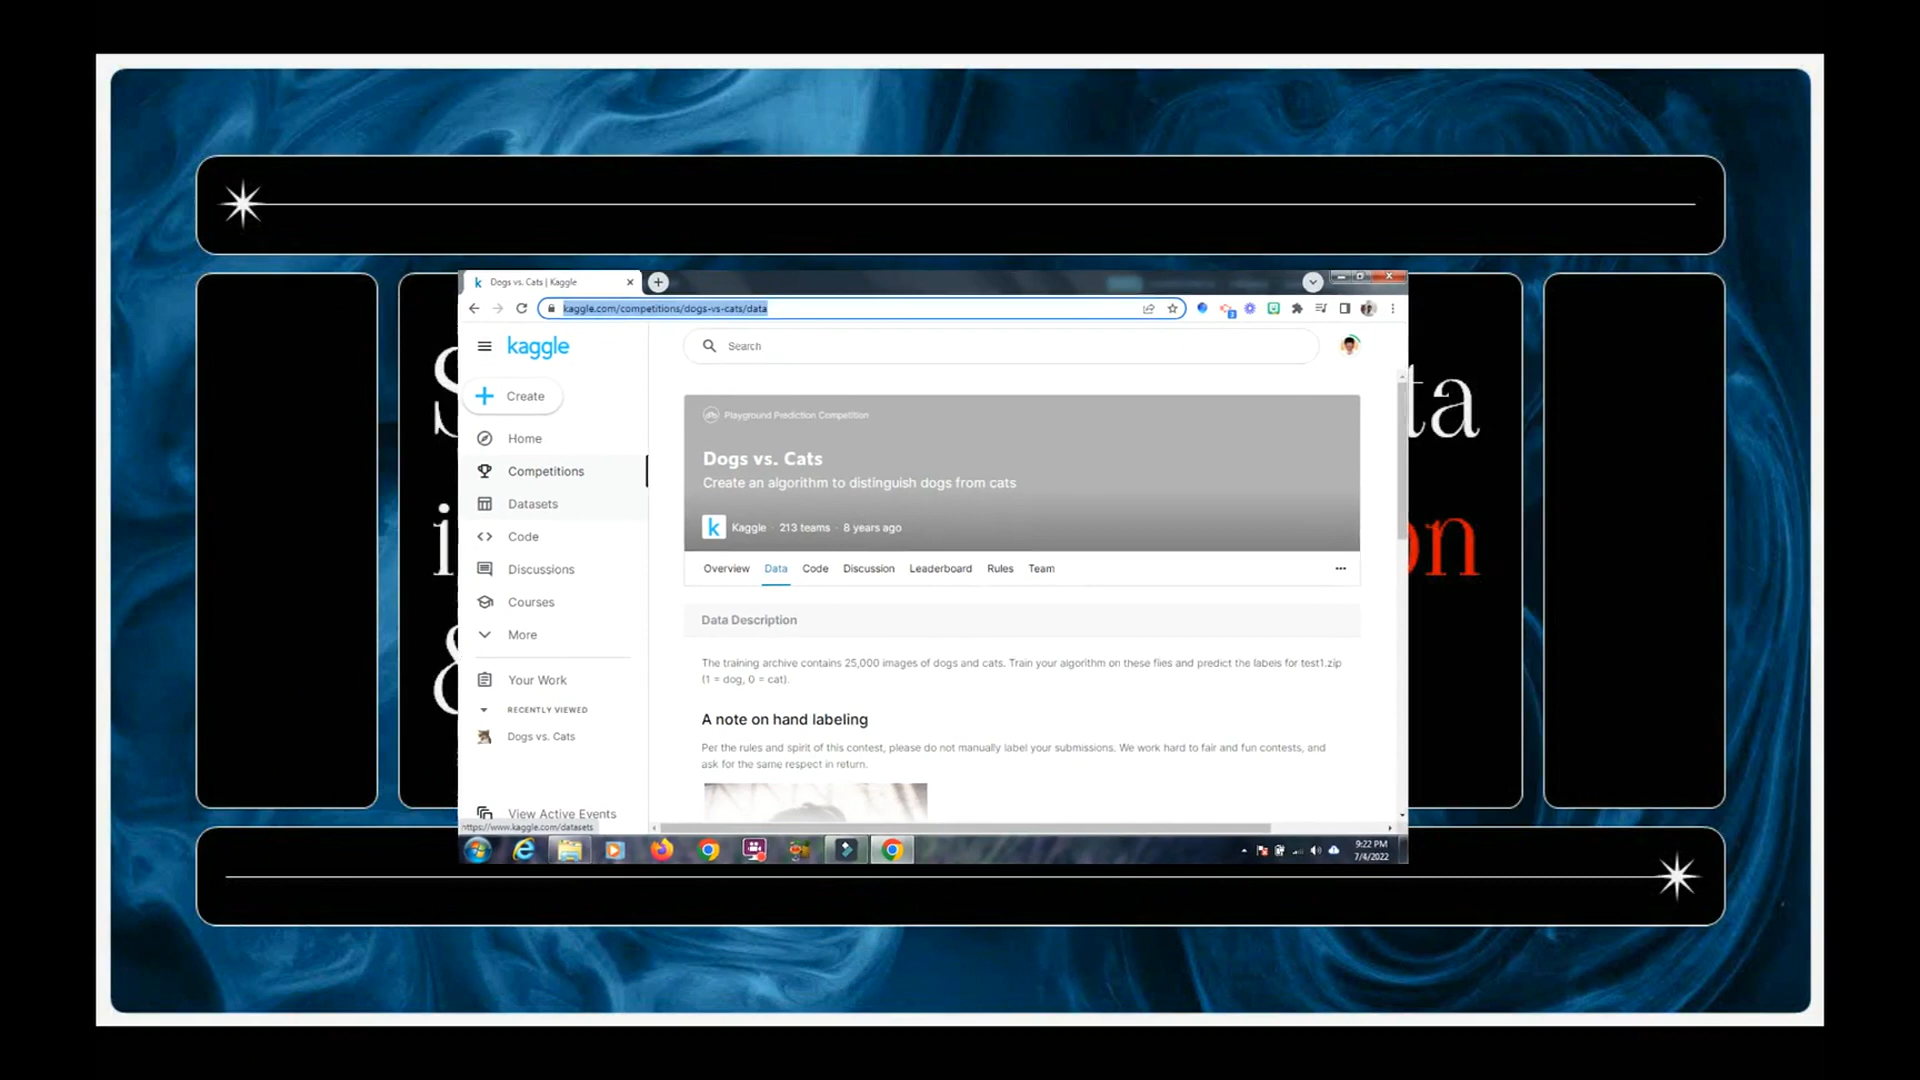 Dogs vs. Cats | Kaggle
kaggle.com/competitions/dogs-vs-cats/data
kaggle
Search
Create
Home
Competitions
Datasets
Code
Discussions
Courses
More
Your Work
RECENTLY VIEWED
Dogs vs. Cats
View Active Events
https://www.kaggle.com/datasets
Playground Prediction Competition
Dogs vs. Cats
Create an algorithm to distinguish dogs from cats
k Kaggle · 213 teams · 8 years ago
Overview Data Code Discussion Leaderboard Rules Team
Data Description
The training archive contains 25,000 images of dogs and cats. Train your algorithm on these files and predict the labels for test1.zip
(1 = dog, 0 = cat).
A note on hand labeling
Per the rules and spirit of this contest, please do not manually label your submissions. We work hard to fair and fun contests, and
ask for the same respect in return.
9:22 PM
7/4/2022
S ta
i on
&